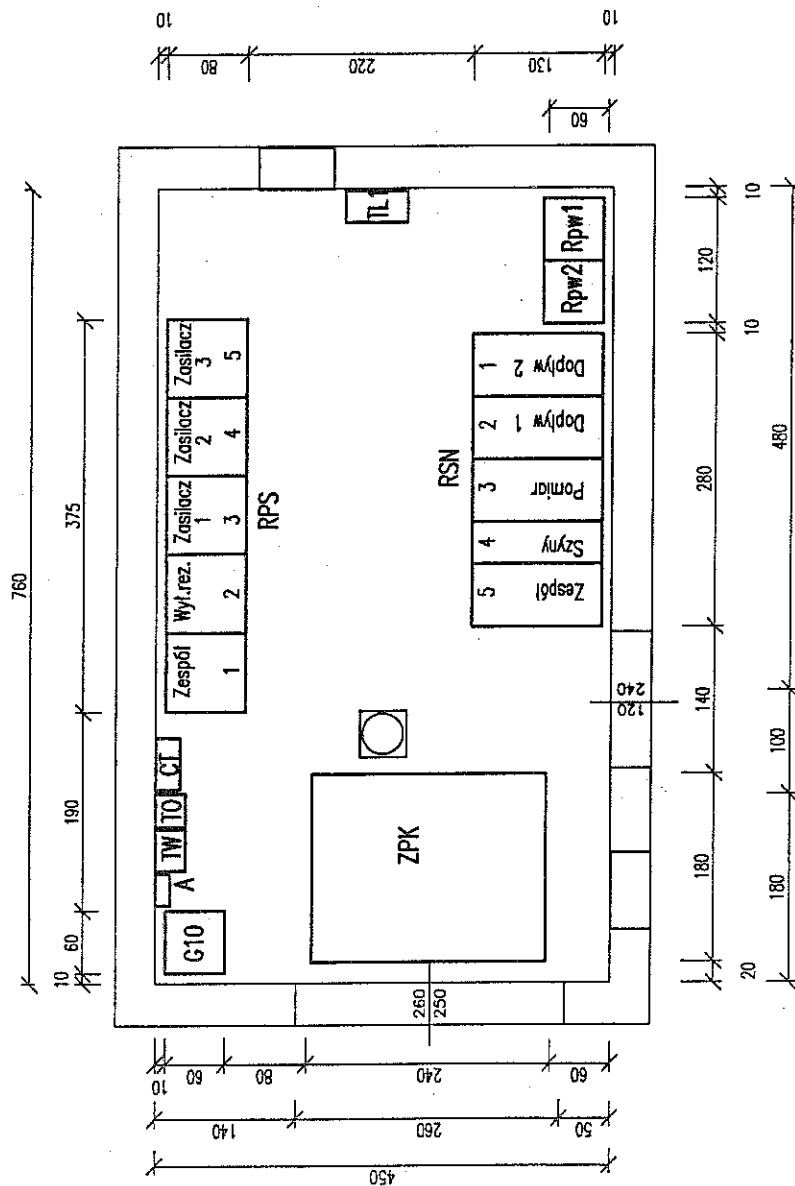 760
10
60
190
375
10
80
220
130
10
60
G10
A
TW
TO
CT
Zespół
1
Wył.rez.
2
Zasilacz
1
3
Zasilacz
2
4
Zasilacz
3
5
RPS
TL1
ZPK
RSN
5
Zespół
4
Szyny
3
Pomiar
2
Dopływ 1
1
Dopływ 2
Rpw2
Rpw1
260
250
240
120
10
60
80
240
60
140
260
50
450
180
140
280
10
120
10
20
180
100
480